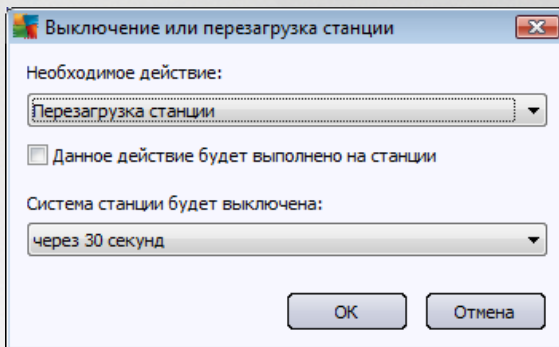 Выключение или перезагрузка станции
Необходимое действие:
Перезагрузка станции
Данное действие будет выполнено на станции
Система станции будет выключена:
через 30 секунд
ОК
Отмена